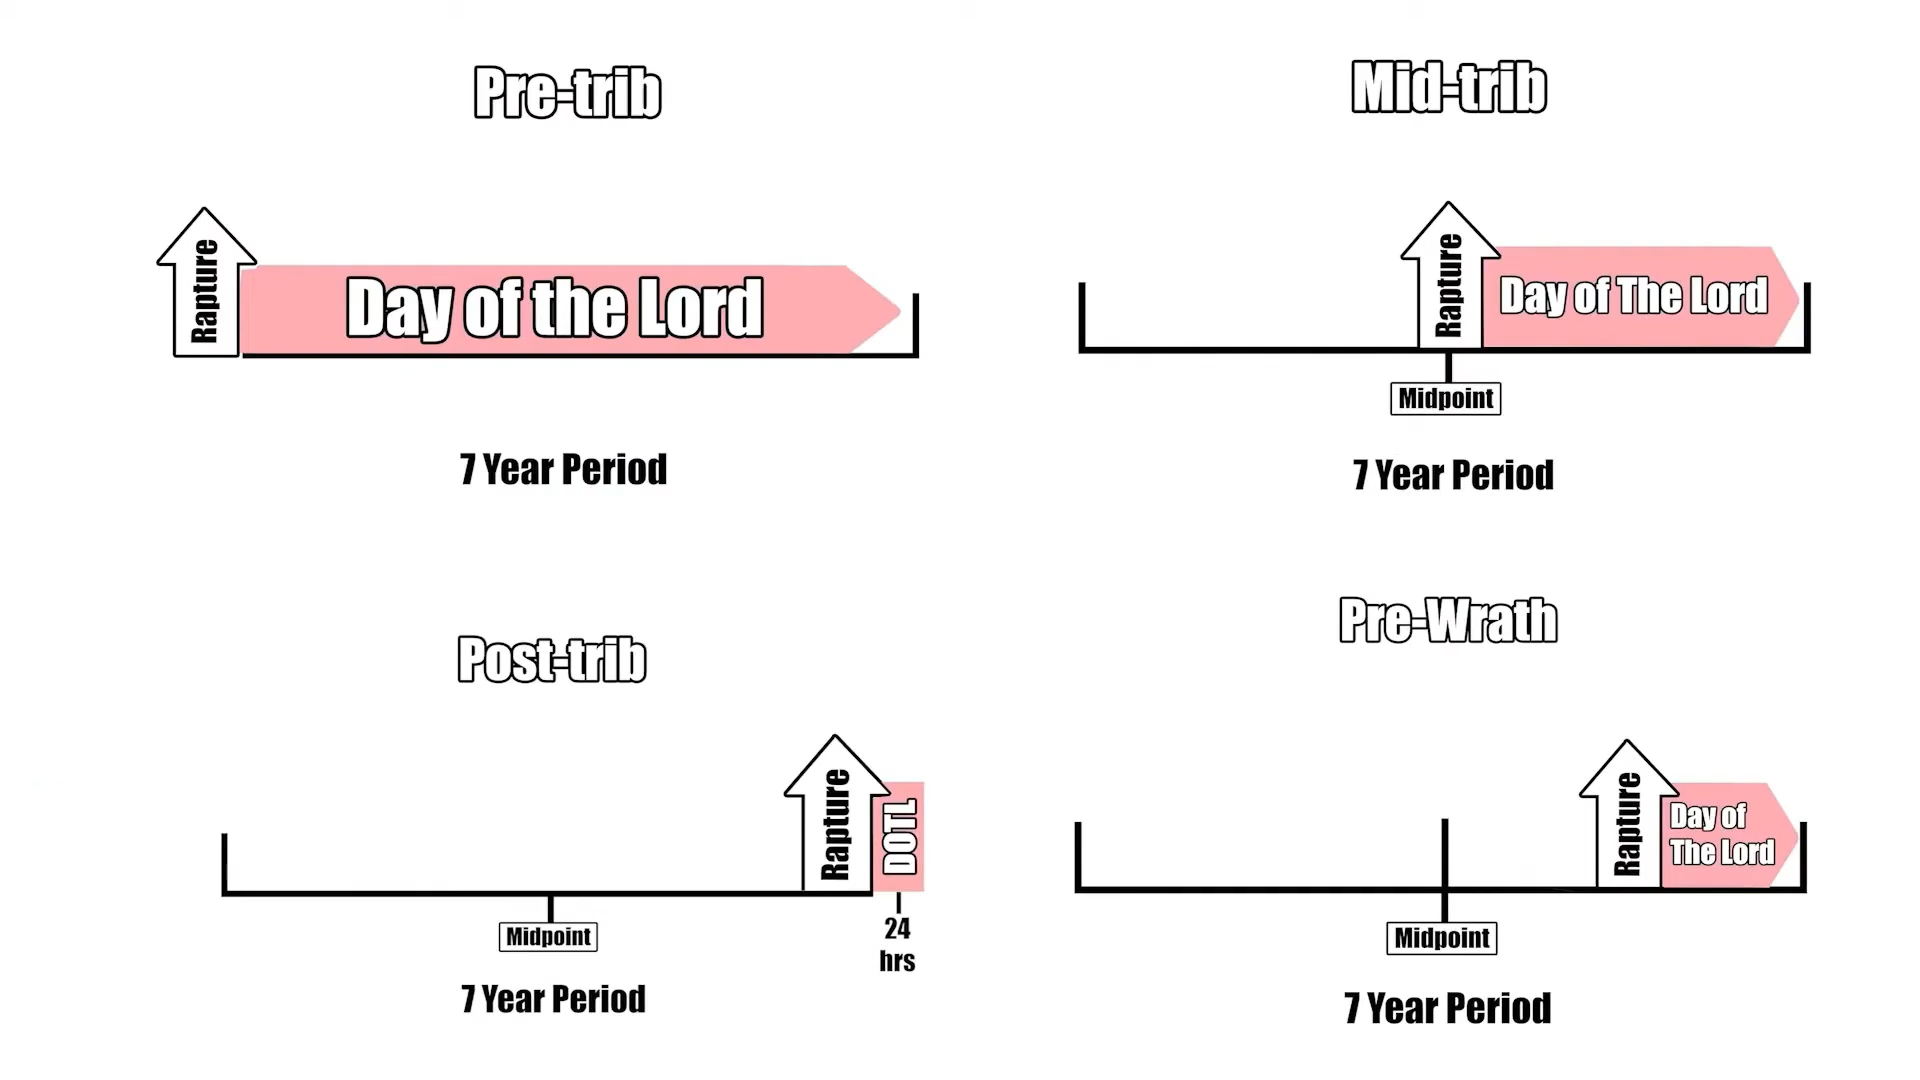 Pre-trib
Rapture
Day of the Lord
7 Year Period
Mid-trib
Rapture
Day of The Lord
Midpoint
7 Year Period
Post-trib
Rapture
DOTL
Midpoint
24
hrs
7 Year Period
Pre-Wrath
Rapture
Day of
The Lord
Midpoint
7 Year Period